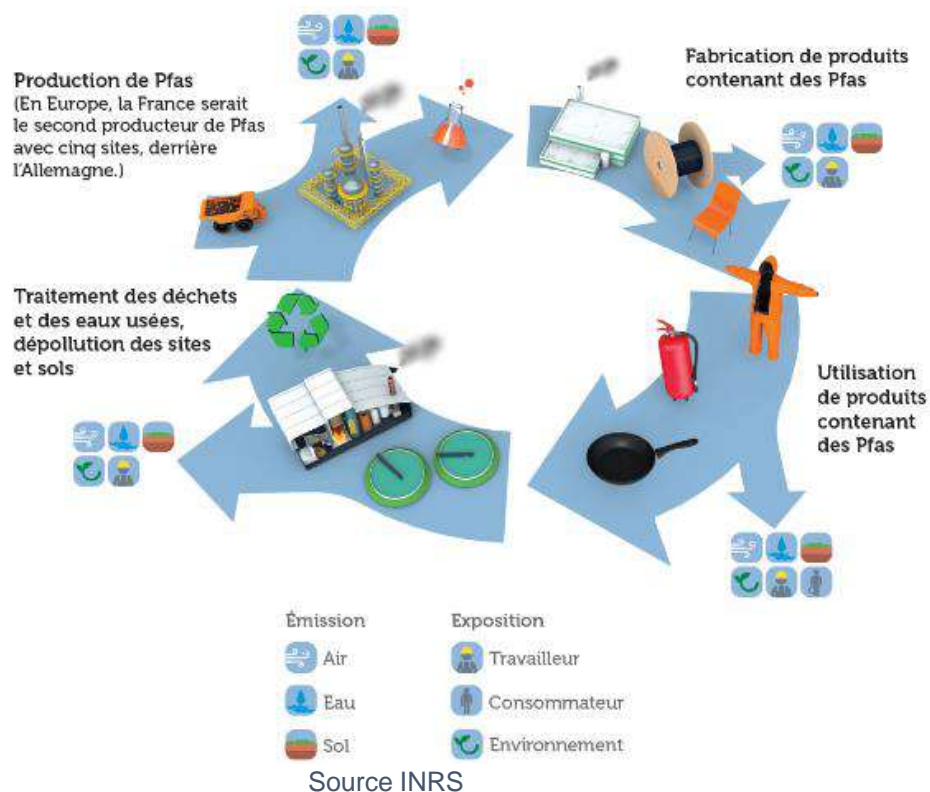 Production de Pfas
(En Europe, la France serait
le second producteur de Pfas
avec cinq sites, derrière
l'Allemagne.)
Fabrication de produits
contenant des Pfas
Utilisation
de produits
contenant
des Pfas
Traitement des déchets
et des eaux usées,
dépollution des sites
et sols
Émission
Air
Eau
Sol
Exposition
Travailleur
Consommateur
Environnement
Source INRS